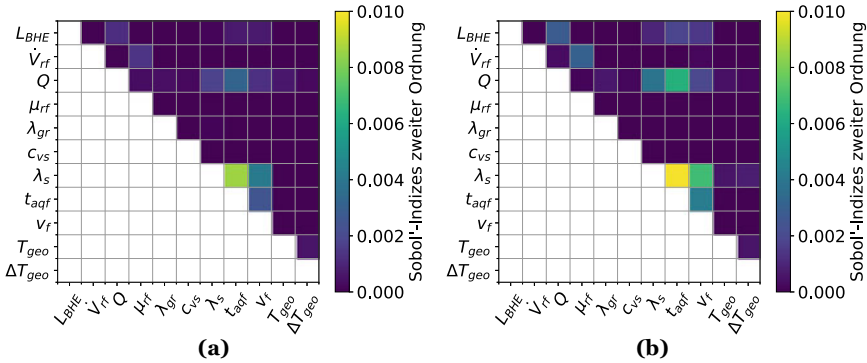 L_BHE
V̇_rf
Q
μ_rf
λ_gr
c_vs
λ_s
t_aqf
v_f
T_geo
ΔT_geo
L_BHE V̇_rf Q μ_rf λ_gr c_vs λ_s t_aqf v_f T_geo ΔT_geo
0.010
0.008
0.006
0.004
0.002
0.000
Sobol'-Indizes zweiter Ordnung
(a)
L_BHE
V̇_rf
Q
μ_rf
λ_gr
c_vs
λ_s
t_aqf
v_f
T_geo
ΔT_geo
L_BHE V̇_rf Q μ_rf λ_gr c_vs λ_s t_aqf v_f T_geo ΔT_geo
0.010
0.008
0.006
0.004
0.002
0.000
Sobol'-Indizes zweiter Ordnung
(b)